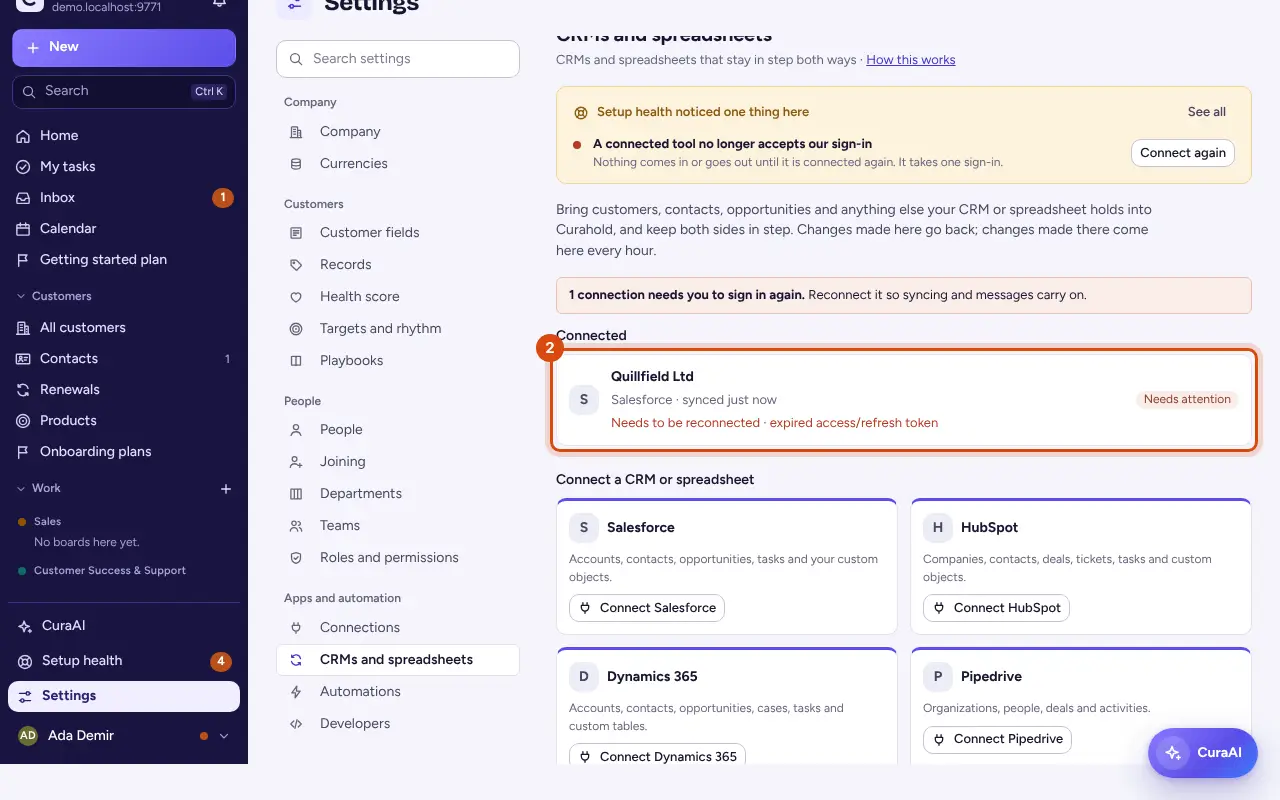 C
demo.localhost:9771
New
Search
Ctrl K
Home
My tasks
Inbox
1
Calendar
Getting started plan
Customers
All customers
Contacts
1
Renewals
Products
Onboarding plans
Work
Sales
No boards here yet.
Customer Success & Support
CuraAI
Setup health
4
Settings
AD
Ada Demir
Settings
Search settings
Company
Company
Currencies
Customers
Customer fields
Records
Health score
Targets and rhythm
Playbooks
People
People
Joining
Departments
Teams
Roles and permissions
Apps and automation
Connections
CRMs and spreadsheets
Automations
Developers
CRMs and spreadsheets
CRMs and spreadsheets that stay in step both ways · How this works
Setup health noticed one thing here
See all
A connected tool no longer accepts our sign-in
Nothing comes in or goes out until it is connected again. It takes one sign-in.
Connect again
Bring customers, contacts, opportunities and anything else your CRM or spreadsheet holds into
Curahold, and keep both sides in step. Changes made here go back; changes made there come
here every hour.
1 connection needs you to sign in again. Reconnect it so syncing and messages carry on.
Connected
2
S
Quillfield Ltd
Salesforce · synced just now
Needs to be reconnected · expired access/refresh token
Needs attention
Connect a CRM or spreadsheet
S
Salesforce
Accounts, contacts, opportunities, tasks and your custom
objects.
Connect Salesforce
H
HubSpot
Companies, contacts, deals, tickets, tasks and custom
objects.
Connect HubSpot
D
Dynamics 365
Accounts, contacts, opportunities, cases, tasks and
custom tables.
Connect Dynamics 365
P
Pipedrive
Organizations, people, deals and activities.
Connect Pipedrive
CuraAI